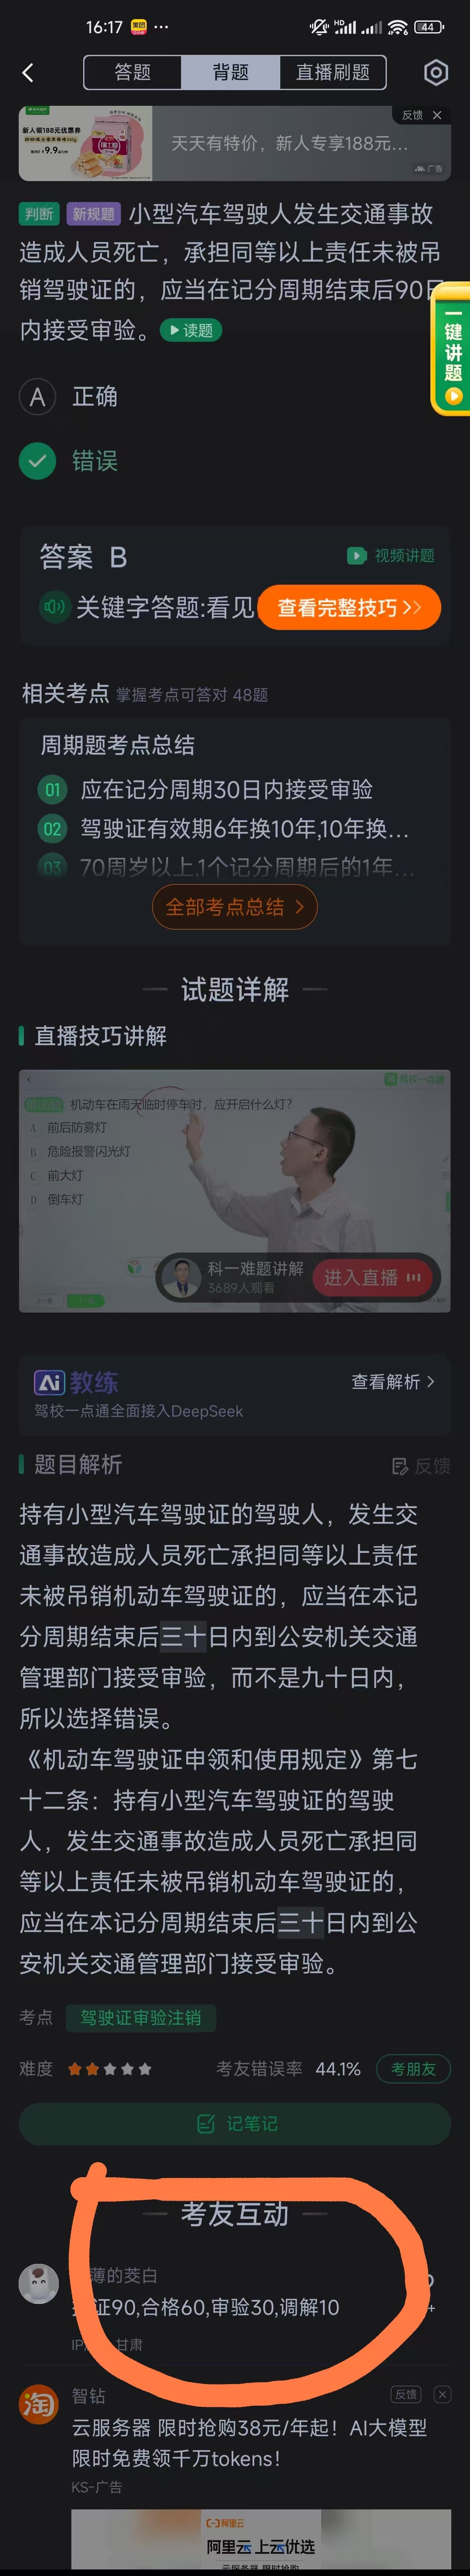 16:17 美团 ··· HD 44
答题 背题 直播刷题
新人领188元优惠券
¥9.9
天天有特价，新人专享188元...
反馈 ×
广告
判断 新规题 小型汽车驾驶人发生交通事故
造成人员死亡，承担同等以上责任未被吊
销驾驶证的，应当在记分周期结束后90日
内接受审验。 读题
一键讲题
A 正确
错误
答案 B
视频讲题
关键字答题:看见
查看完整技巧>>
相关考点 掌握考点可答对 48题
周期题考点总结
01 应在记分周期30日内接受审验
02 驾驶证有效期6年换10年,10年换...
03 70周岁以上,1个记分周期后的1年...
全部考点总结 >
试题详解
直播技巧讲解
机动车在雨天临时停车时，应开启什么灯?
A 前后防雾灯
B 危险报警闪光灯
C 前大灯
D 倒车灯
科一难题讲解
3689人观看
进入直播
Ai 教练
查看解析 >
驾校一点通全面接入DeepSeek
题目解析
反馈
持有小型汽车驾驶证的驾驶人，发生交
通事故造成人员死亡承担同等以上责任
未被吊销机动车驾驶证的，应当在本记
分周期结束后三十日内到公安机关交通
管理部门接受审验，而不是九十日内，
所以选择错误。
《机动车驾驶证申领和使用规定》第七
十二条：持有小型汽车驾驶证的驾驶
人，发生交通事故造成人员死亡承担同
等以上责任未被吊销机动车驾驶证的，
应当在本记分周期结束后三十日内到公
安机关交通管理部门接受审验。
考点 驾驶证审验注销
难度
考友错误率 44.1%
考朋友
记笔记
考友互动
薄的茭白
证90,合格60,审验30,调解10
IP 甘肃
淘
智钻
反馈 ×
云服务器 限时抢购38元/年起！AI大模型
限时免费领千万tokens！
KS-广告
阿里云
阿里云 上云优选
云服务器 限时抢购